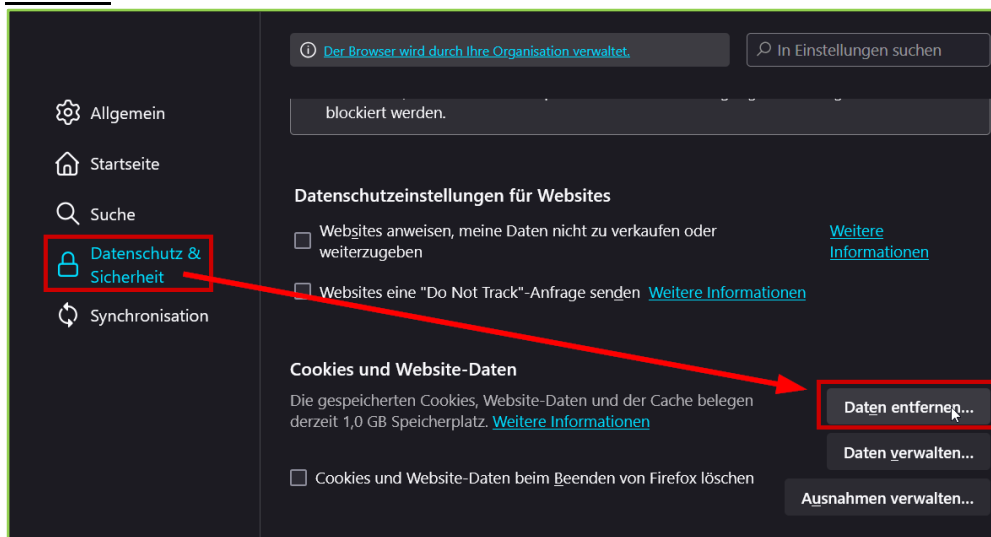 Der Browser wird durch Ihre Organisation verwaltet.
In Einstellungen suchen
blockiert werden.
Allgemein
Startseite
Suche
Datenschutz &
Sicherheit
Synchronisation
Datenschutzeinstellungen für Websites
Websites anweisen, meine Daten nicht zu verkaufen oder
weiterzugeben
Weitere
Informationen
Websites eine "Do Not Track"-Anfrage senden Weitere Informationen
Cookies und Website-Daten
Die gespeicherten Cookies, Website-Daten und der Cache belegen
derzeit 1,0 GB Speicherplatz. Weitere Informationen
Daten entfernen...
Daten verwalten...
Cookies und Website-Daten beim Beenden von Firefox löschen
Ausnahmen verwalten...